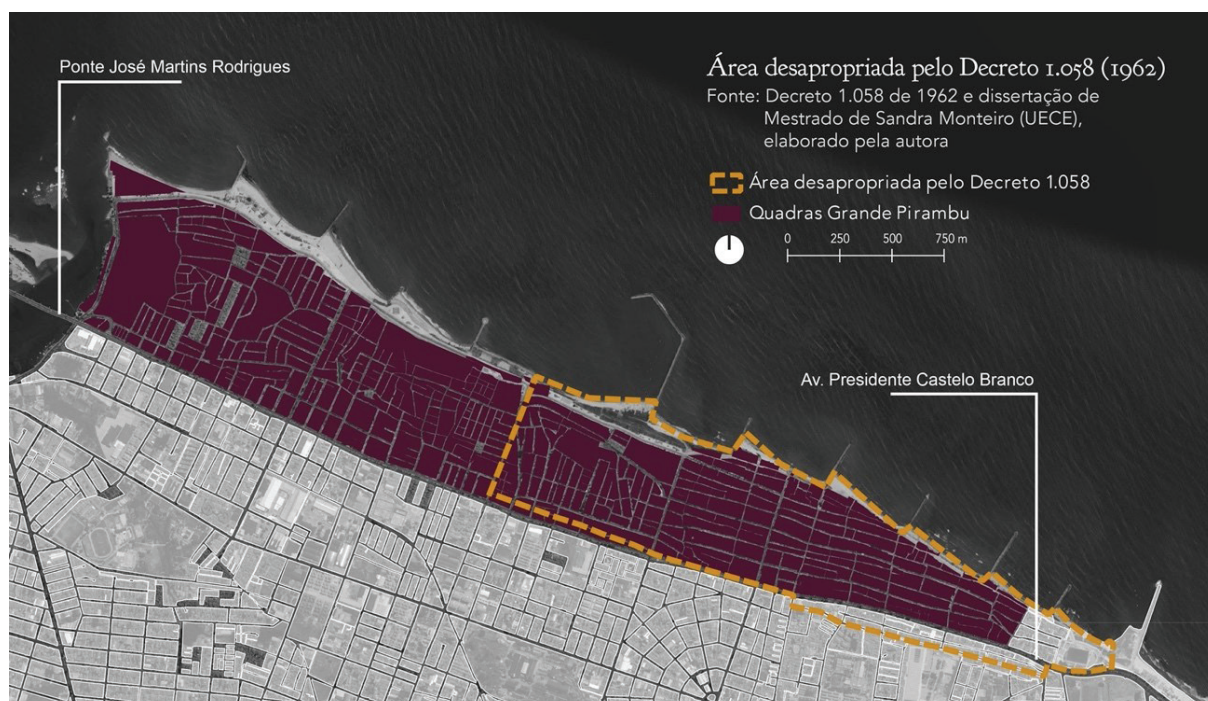 Ponte José Martins Rodrigues
Área desapropriada pelo Decreto 1.058 (1962)
Fonte: Decreto 1.058 de 1962 e dissertação de
Mestrado de Sandra Monteiro (UECE),
elaborado pela autora
Área desapropriada pelo Decreto 1.058
Quadras Grande Pirambu
0 250 500 750 m
Av. Presidente Castelo Branco